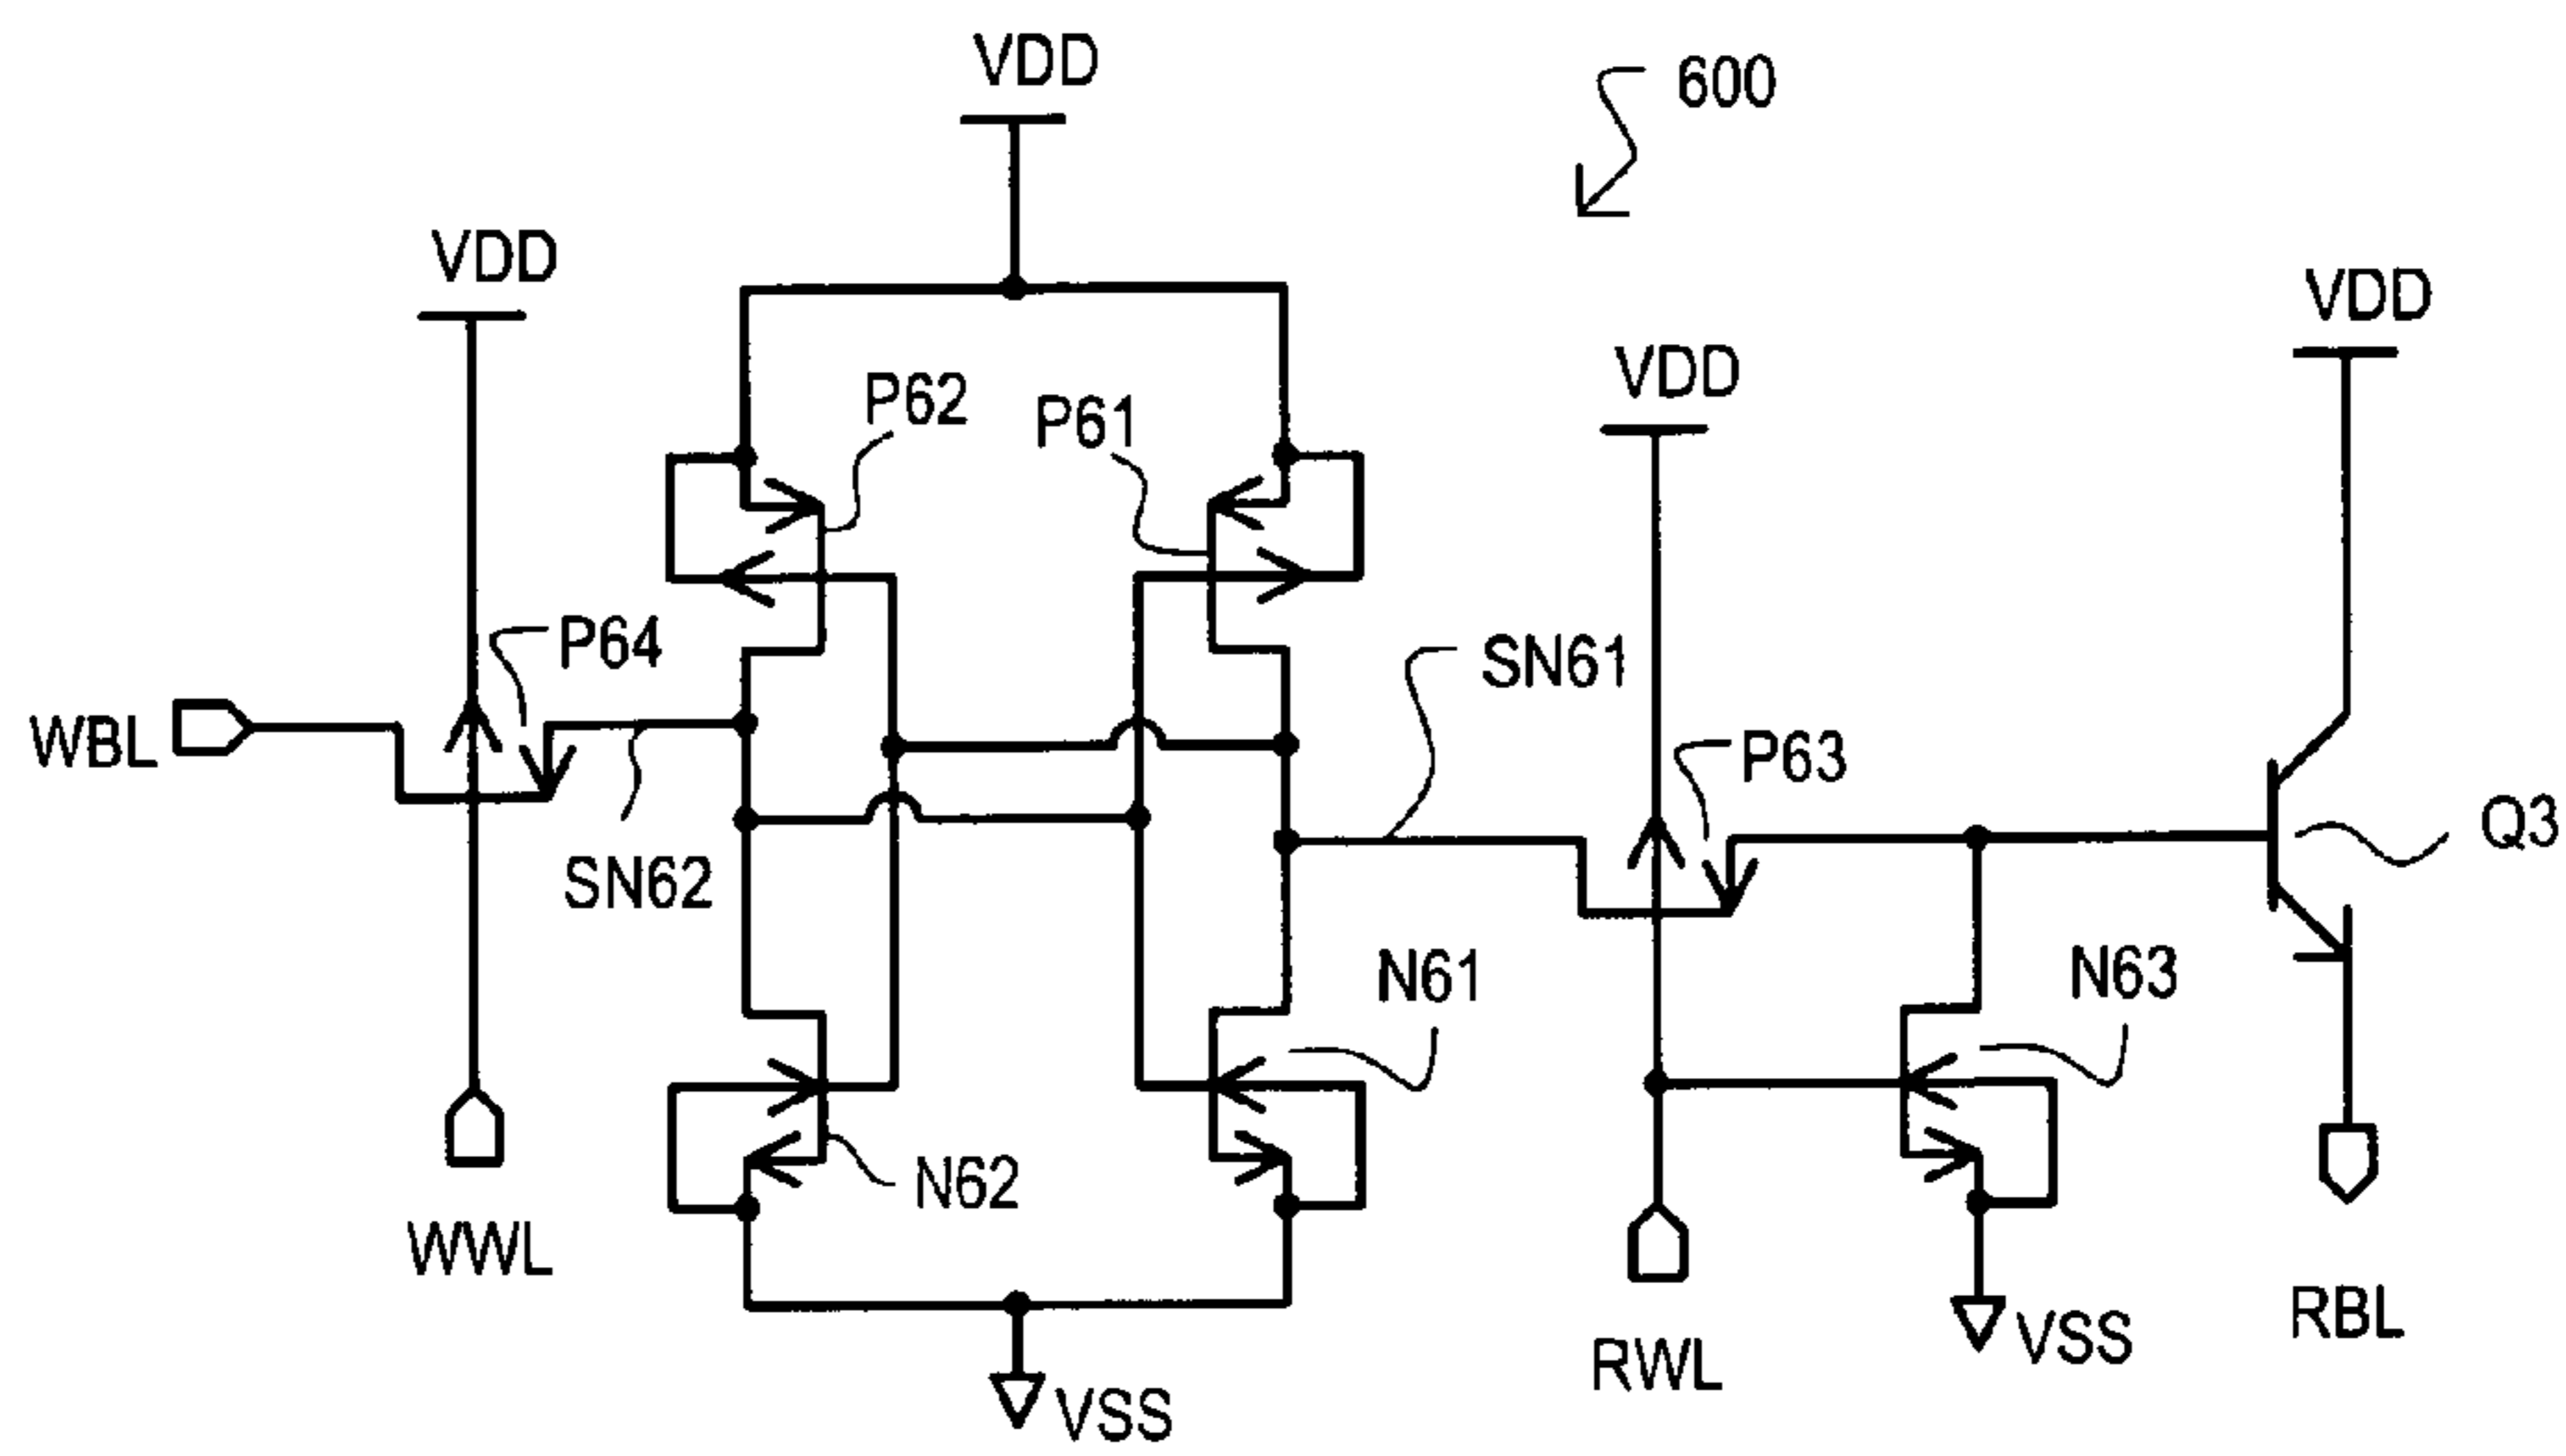 VDD
600
VDD
VDD
VDD
P62
P61
P64
SN61
WBL
P63
Q3
SN62
N61
N63
N62
WWL
RBL
RWL
VSS
VSS